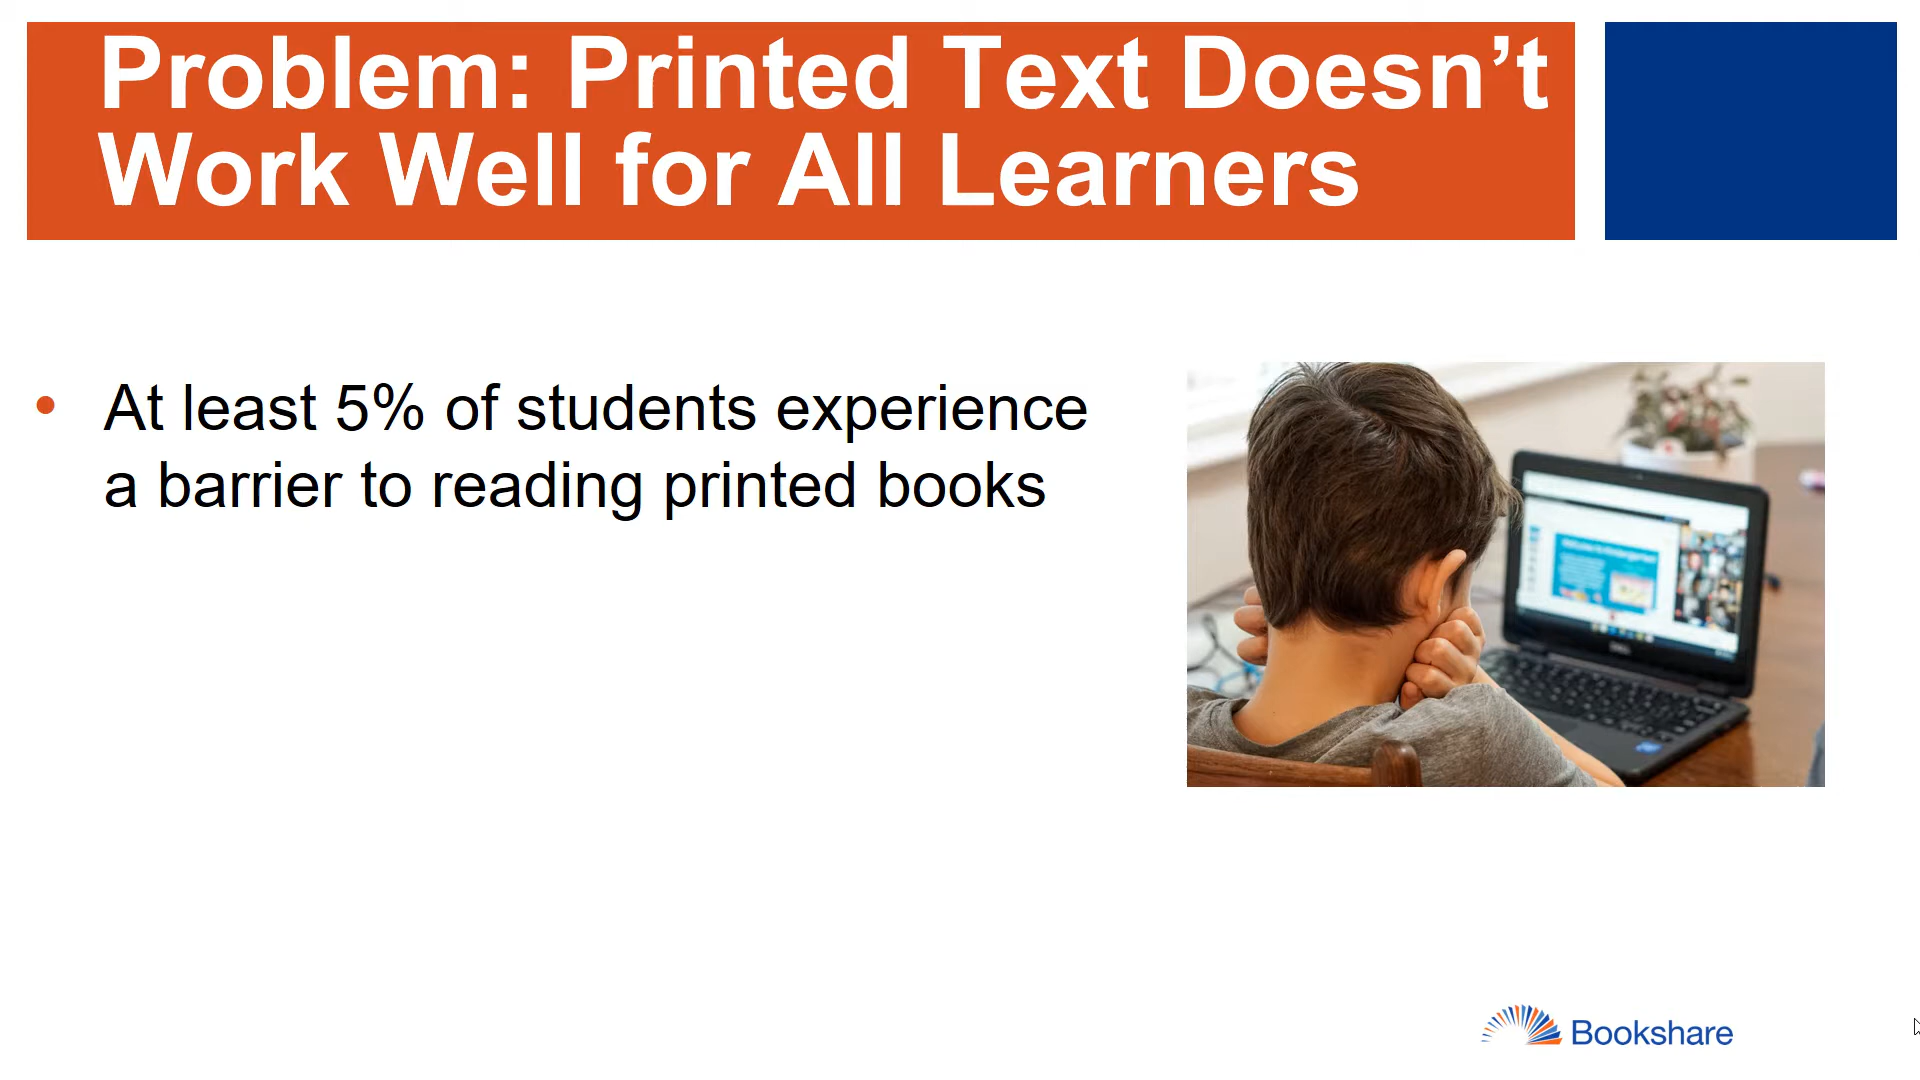 Problem: Printed Text Doesn’t
Work Well for All Learners
• At least 5% of students experience
a barrier to reading printed books
Bookshare